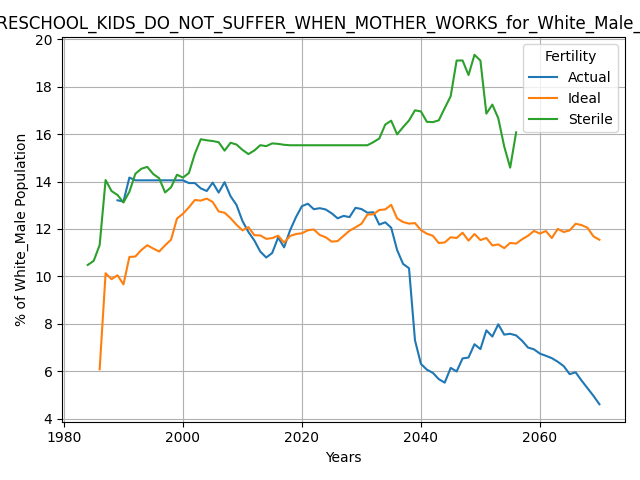 RESCHOOL_KIDS_DO_NOT_SUFFER_WHEN_MOTHER_WORKS_for_White_Male_
% of White_Male Population
20
18
16
14
12
10
8
6
4
Fertility
Actual
Ideal
Sterile
1980 2000 2020 2040 2060
Years